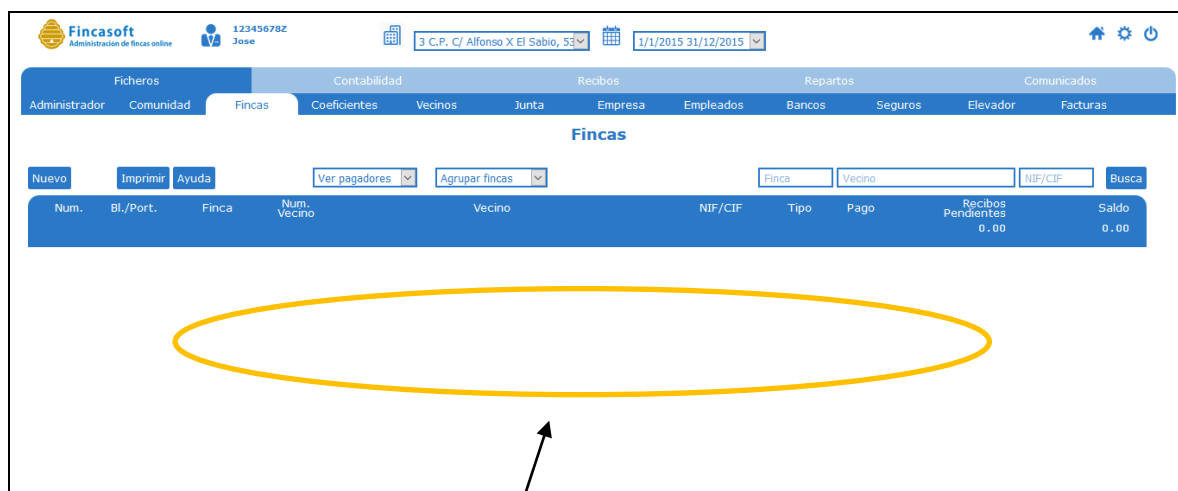 Fincasoft
Administración de fincas online
12345678Z
Jose
3 C.P. C/ Alfonso X El Sabio, 53
1/1/2015 31/12/2015
Ficheros Contabilidad Recibos Repartos Comunicados
Administrador Comunidad Fincas Coeficientes Vecinos Junta Empresa Empleados Bancos Seguros Elevador Facturas
Fincas
Nuevo Imprimir Ayuda Ver pagadores Agrupar fincas Finca Vecino NIF/CIF Busca
Num. Bl./Port. Finca Num. Vecino Vecino NIF/CIF Tipo Pago Recibos Pendientes Saldo
0.00 0.00